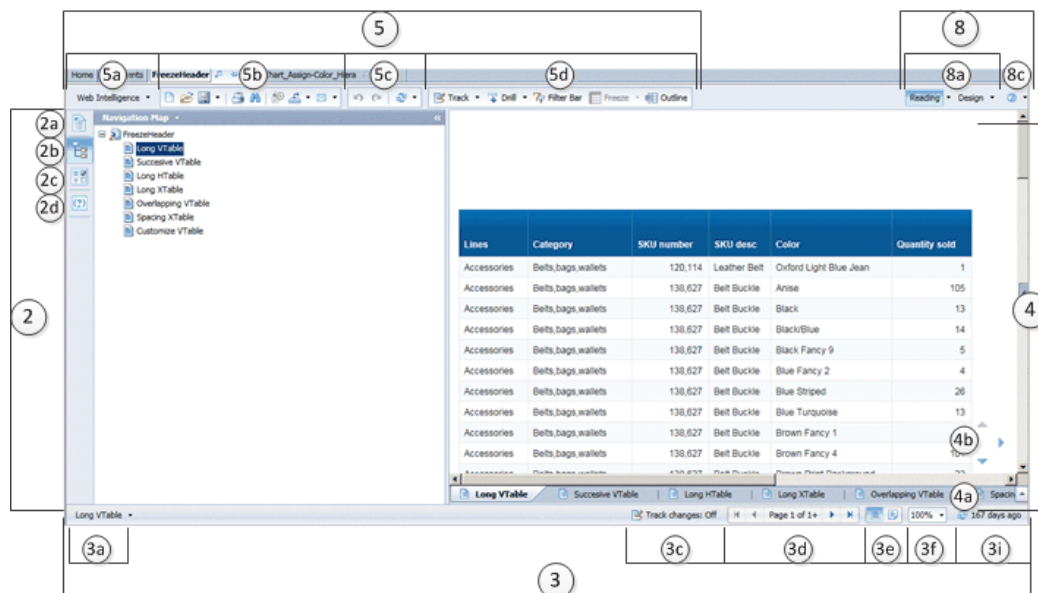 5
8
5a
5b
5c
5d
8a
8c
Home
FreezeHeader
Chart_Assign-Color_Hiera
Web Intelligence
Track
Drill
Filter Bar
Freeze
Outline
Reading
Design
2a
2b
2c
2d
2
Navigation Map
FreezeHeader
Long VTable
Succesive VTable
Long HTable
Long XTable
Overlapping VTable
Spacing XTable
Customize VTable
Lines Category SKU number SKU desc Color Quantity sold
Accessories Belts,bags,wallets 120,114 Leather Belt Oxford Light Blue Jean 1
Accessories Belts,bags,wallets 138,627 Belt Buckle Anise 105
Accessories Belts,bags,wallets 138,627 Belt Buckle Black 13
Accessories Belts,bags,wallets 138,627 Belt Buckle Black/Blue 14
Accessories Belts,bags,wallets 138,627 Belt Buckle Black Fancy 9 5
Accessories Belts,bags,wallets 138,627 Belt Buckle Blue Fancy 2 4
Accessories Belts,bags,wallets 138,627 Belt Buckle Blue Striped 26
Accessories Belts,bags,wallets 138,627 Belt Buckle Blue Turquoise 13
Accessories Belts,bags,wallets 138,627 Belt Buckle Brown Fancy 1
Accessories Belts,bags,wallets 138,627 Belt Buckle Brown Fancy 4
4
4b
4a
Long VTable
Succesive VTable
Long HTable
Long XTable
Overlapping VTable
Spacin
Long VTable
Track changes: Off
Page 1 of 1+
100%
167 days ago
3a
3c
3d
3e
3f
3i
3